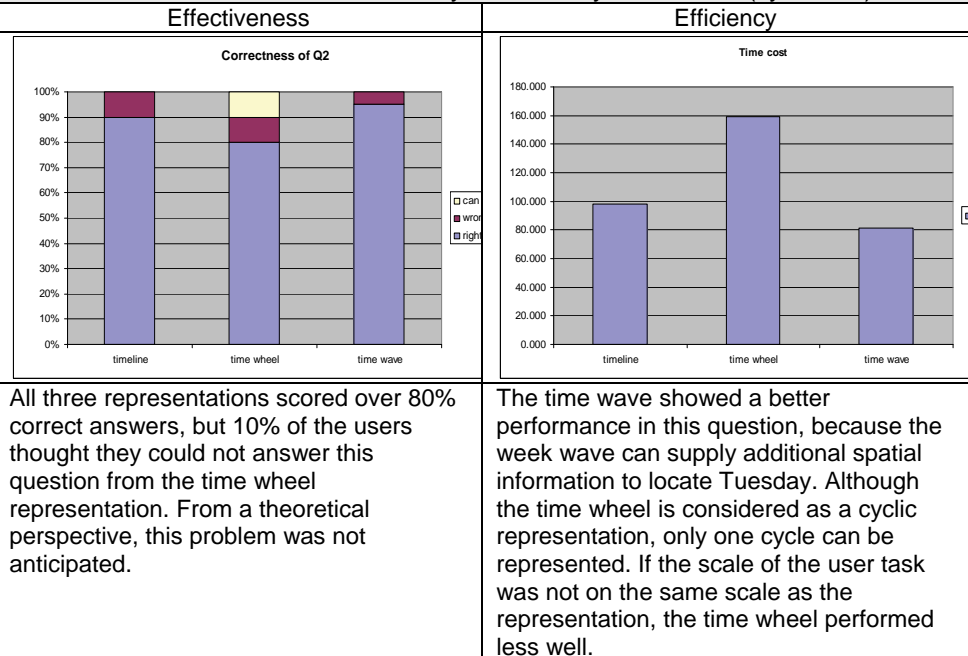 Effectiveness
Efficiency
Correctness of Q2
100%
90%
80%
70%
60%
50%
40%
30%
20%
10%
0%
timeline time wheel time wave
can
wron
right
Time cost
180.000
160.000
140.000
120.000
100.000
80.000
60.000
40.000
20.000
0.000
timeline time wheel time wave
All three representations scored over 80%
correct answers, but 10% of the users
thought they could not answer this
question from the time wheel
representation. From a theoretical
perspective, this problem was not
anticipated.
The time wave showed a better
performance in this question, because the
week wave can supply additional spatial
information to locate Tuesday. Although
the time wheel is considered as a cyclic
representation, only one cycle can be
represented. If the scale of the user task
was not on the same scale as the
representation, the time wheel performed
less well.